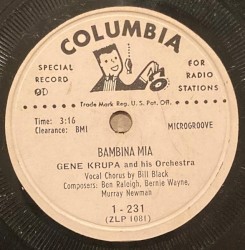 COLUMBIA
SPECIAL
RECORD
FOR
RADIO
STATIONS
Trade Mark Reg. U. S. Pat. Off.
Time: 3:16
Clearance: BMI
MICROGROOVE
BAMBINA MIA
GENE KRUPA and his Orchestra
Vocal Chorus by Bill Black
Composers: Bon Raleigh, Bernie Wayne,
Murray Newman
1 - 231
(ZLP 1081)